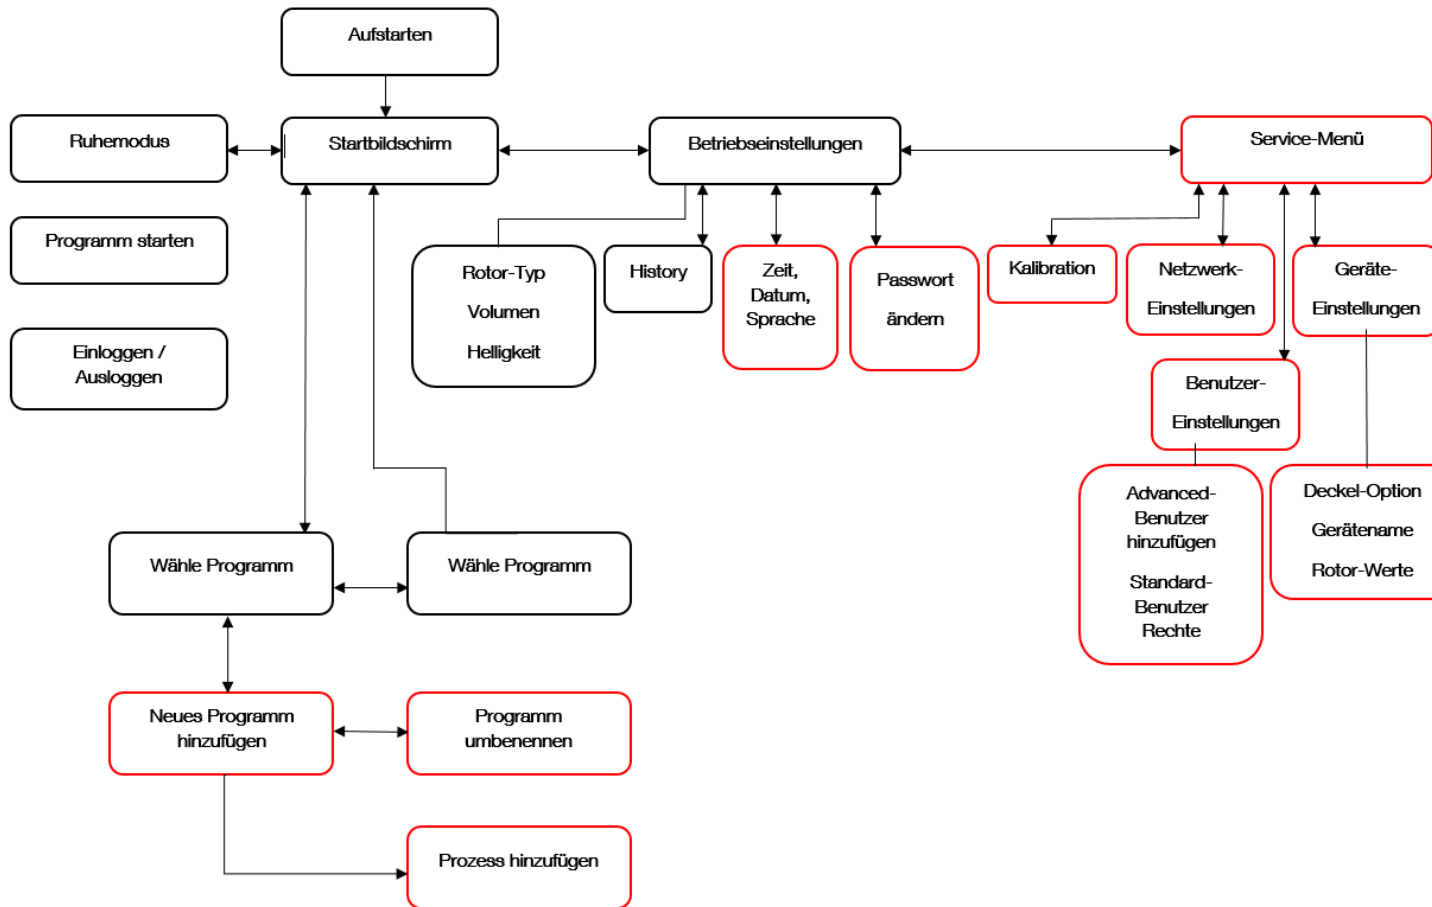 Aufstarten
Ruhemodus
Startbildschirm
Betriebseinstellungen
Service-Menü
Programm starten
Einloggen /
Ausloggen
Rotor-Typ
Volumen
Helligkeit
History
Zeit,
Datum,
Sprache
Passwort
ändern
Kalibration
Netzwerk-
Einstellungen
Geräte-
Einstellungen
Benutzer-
Einstellungen
Advanced-
Benutzer
hinzufügen
Standard-
Benutzer
Rechte
Deckel-Option
Gerätename
Rotor-Werte
Wähle Programm
Wähle Programm
Neues Programm
hinzufügen
Programm
umbenennen
Prozess hinzufügen